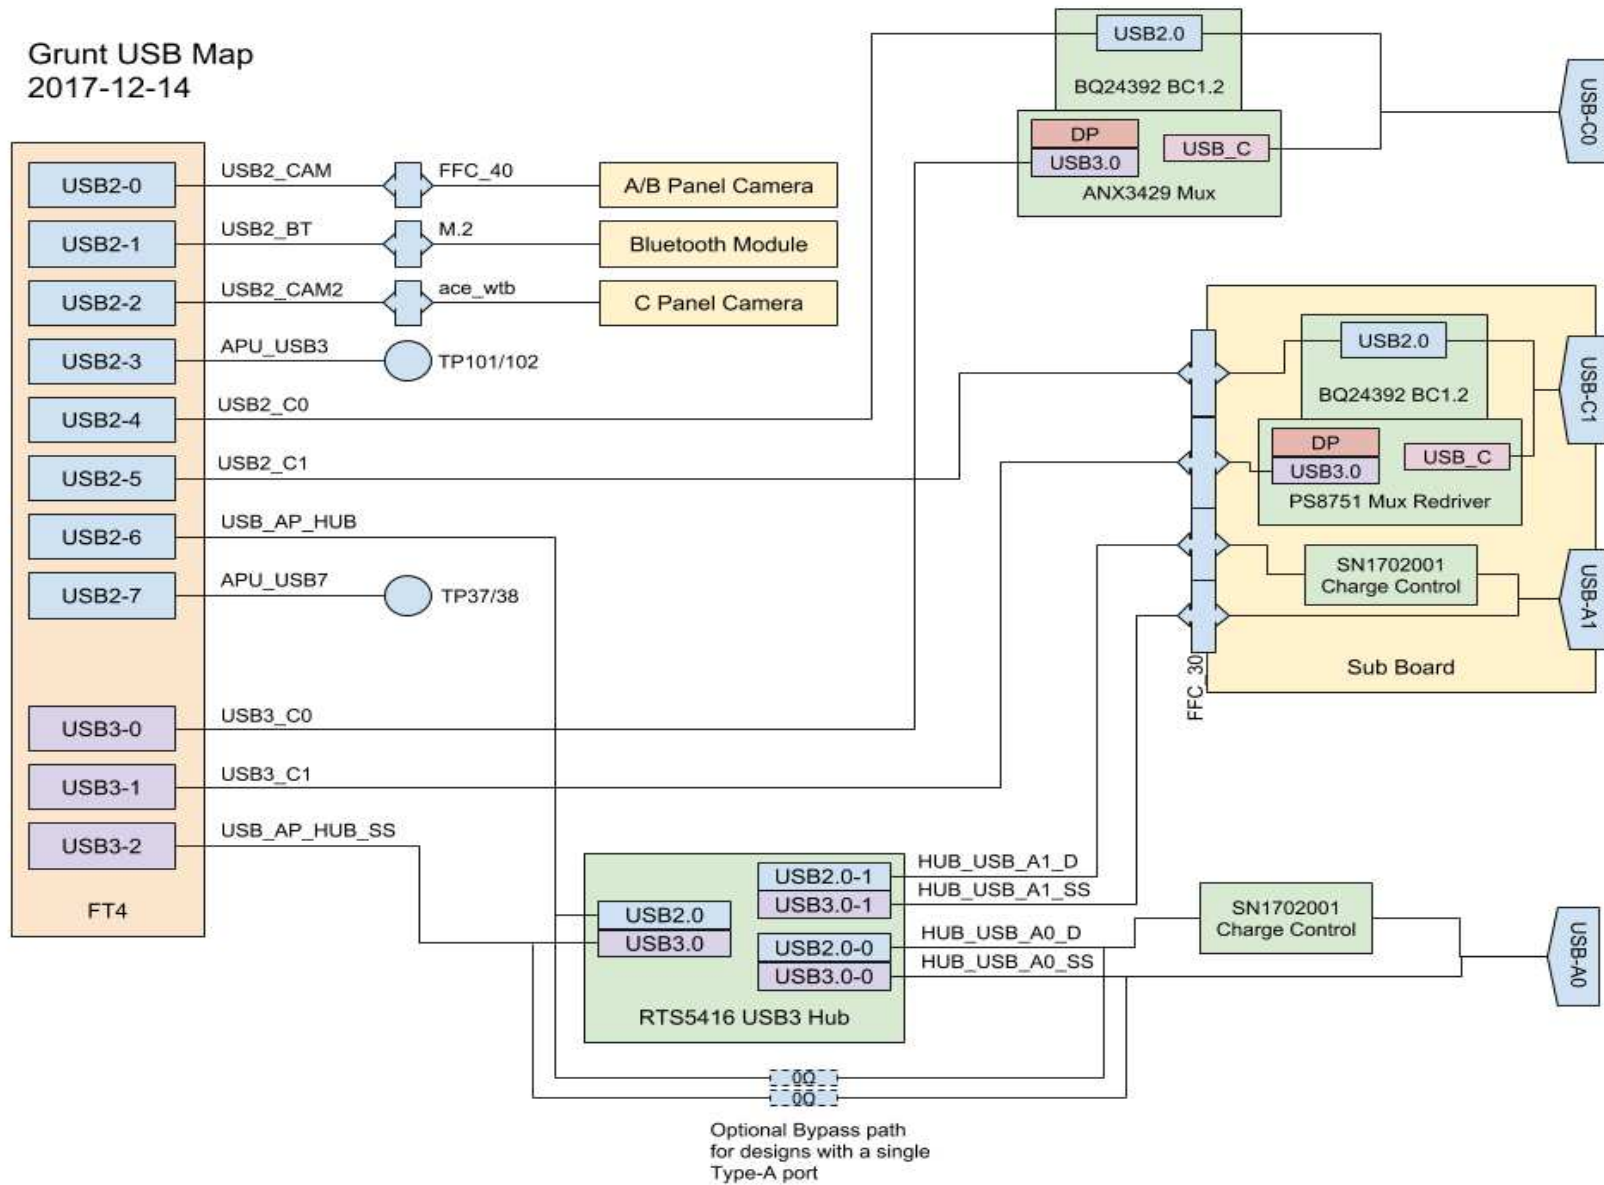 Grunt USB Map
2017-12-14
USB2.0
BQ24392 BC1.2
DP
USB3.0
USB_C
ANX3429 Mux
USB-C0
USB2-0
USB2_CAM
FFC_40
A/B Panel Camera
USB2-1
USB2_BT
M.2
Bluetooth Module
USB2-2
USB2_CAM2
ace_wtb
C Panel Camera
USB2-3
APU_USB3
TP101/102
USB2-4
USB2_C0
USB2-5
USB2_C1
USB2-6
USB_AP_HUB
USB2-7
APU_USB7
TP37/38
USB2.0
BQ24392 BC1.2
DP
USB3.0
USB_C
PS8751 Mux Redriver
USB-C1
SN1702001
Charge Control
USB-A1
Sub Board
FFC_30
USB3-0
USB3_C0
USB3-1
USB3_C1
USB3-2
USB_AP_HUB_SS
FT4
USB2.0
USB3.0
USB2.0-1
USB3.0-1
USB2.0-0
USB3.0-0
RTS5416 USB3 Hub
HUB_USB_A1_D
HUB_USB_A1_SS
HUB_USB_A0_D
HUB_USB_A0_SS
SN1702001
Charge Control
USB-A0
0Ω
0Ω
Optional Bypass path
for designs with a single
Type-A port